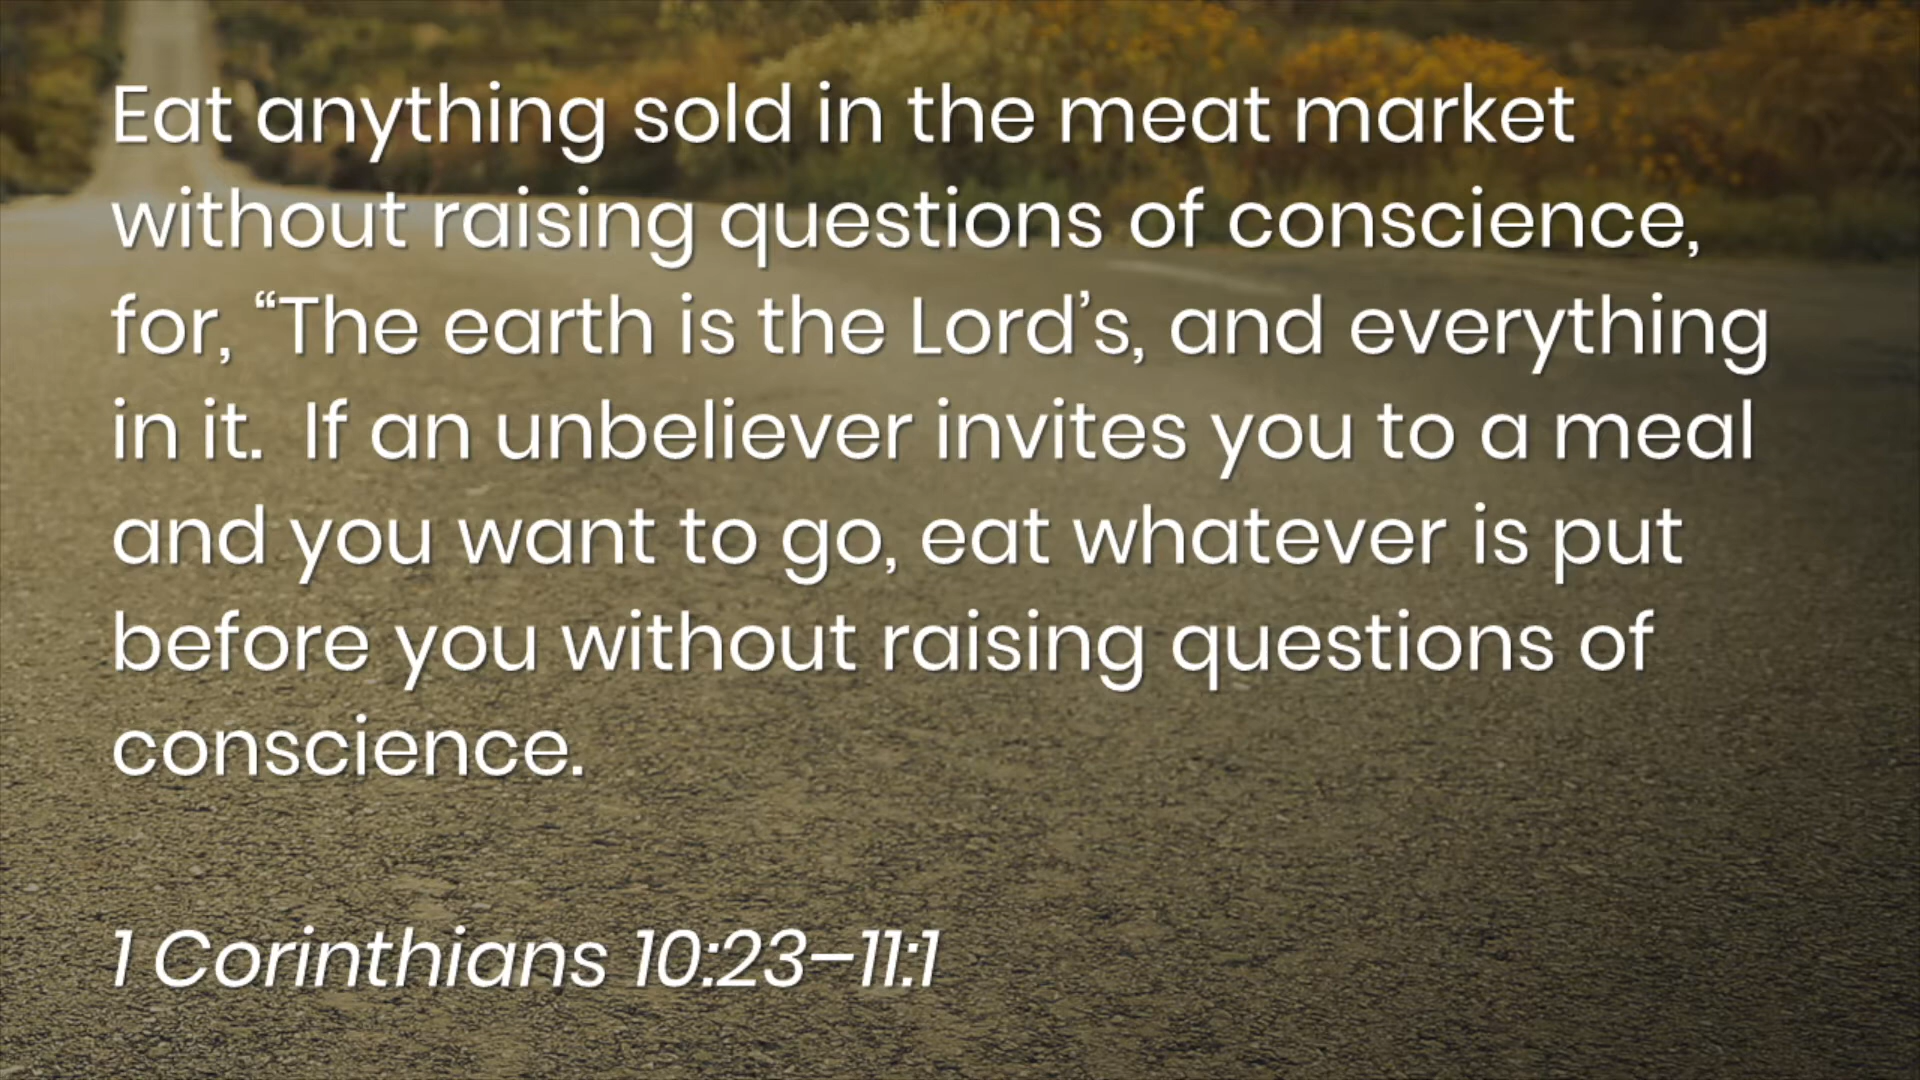 Eat anything sold in the meat market
without raising questions of conscience,
for, “The earth is the Lord’s, and everything
in it.  If an unbeliever invites you to a meal
and you want to go, eat whatever is put
before you without raising questions of
conscience.
1 Corinthians 10:23–11:1